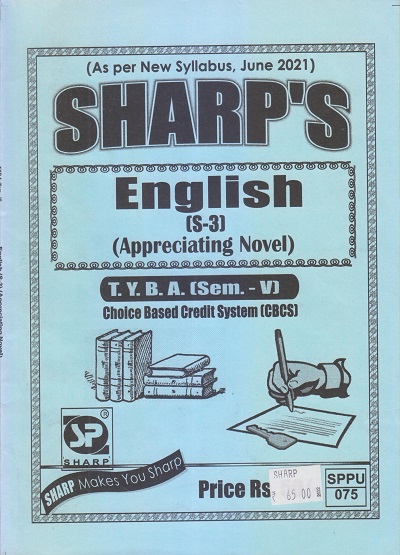 (As per New Syllabus, June 2021)
SHARP'S
English
(S-3)
(Appreciating Novel)
T. Y. B. A. (Sem. - V)
Choice Based Credit System (CBCS)
SP ®
SHARP
SHARP Makes You Sharp
Price Rs
SHARP
₹ 65.00
SPPU
075